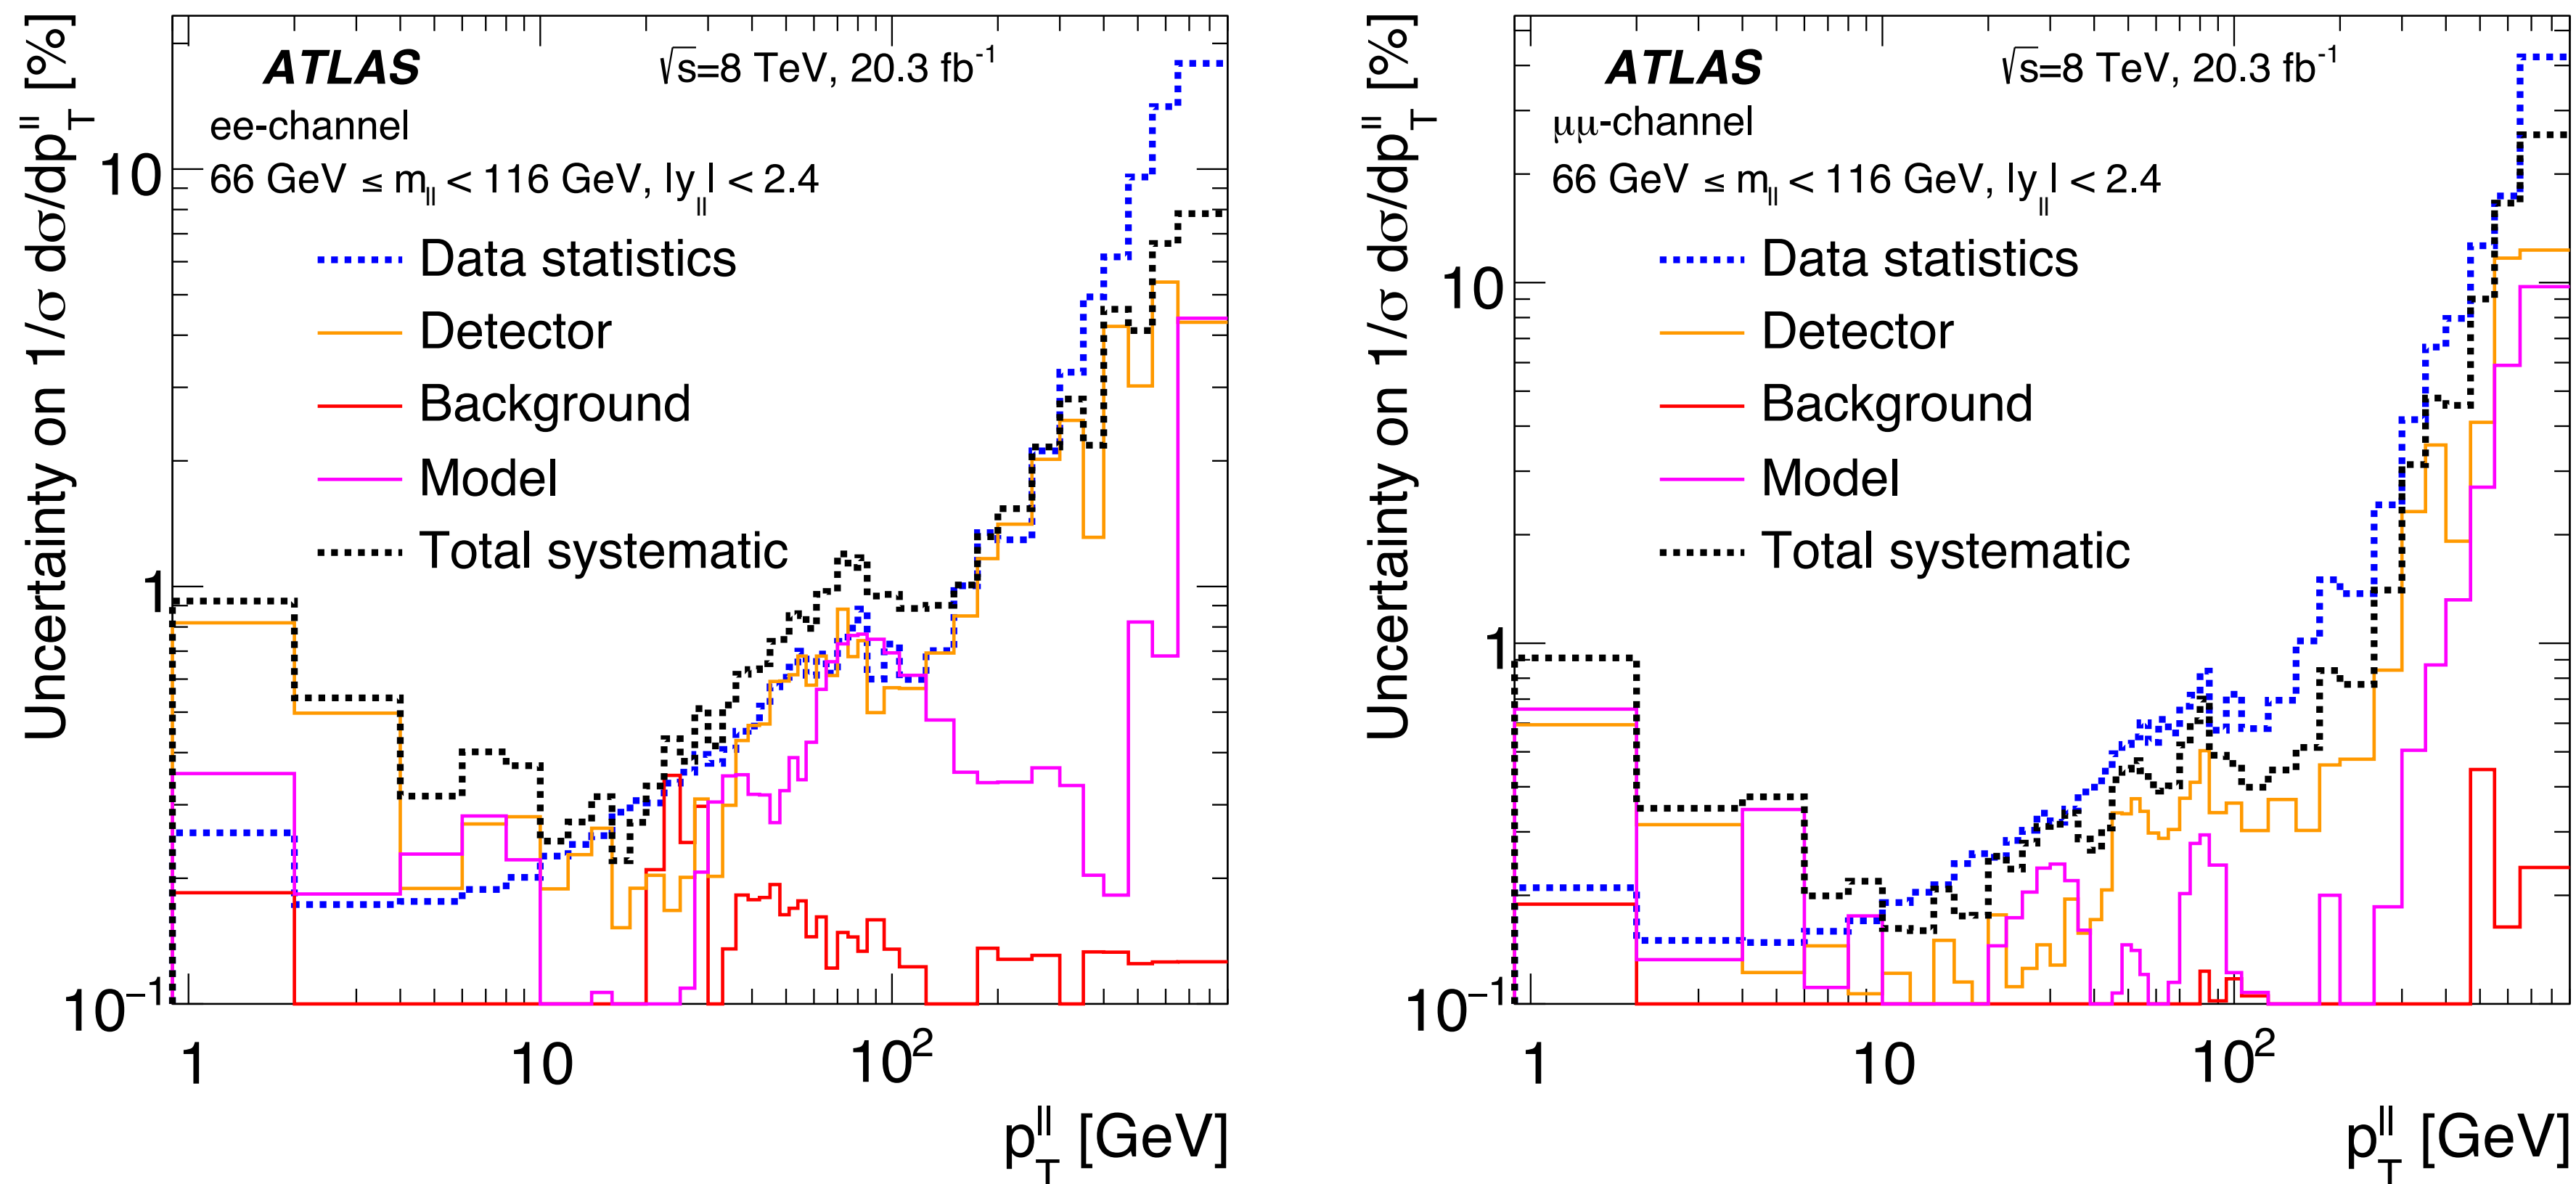 Uncertainty on 1/σ dσ/dp_T^ll [%]
ATLAS √s=8 TeV, 20.3 fb⁻¹
ee-channel
66 GeV ≤ m_ll < 116 GeV, |y_ll| < 2.4
Data statistics
Detector
Background
Model
Total systematic
10
1
10⁻¹
1 10 10²
p_T^ll [GeV]
Uncertainty on 1/σ dσ/dp_T^ll [%]
ATLAS √s=8 TeV, 20.3 fb⁻¹
μμ-channel
66 GeV ≤ m_ll < 116 GeV, |y_ll| < 2.4
Data statistics
Detector
Background
Model
Total systematic
10
1
10⁻¹
1 10 10²
p_T^ll [GeV]